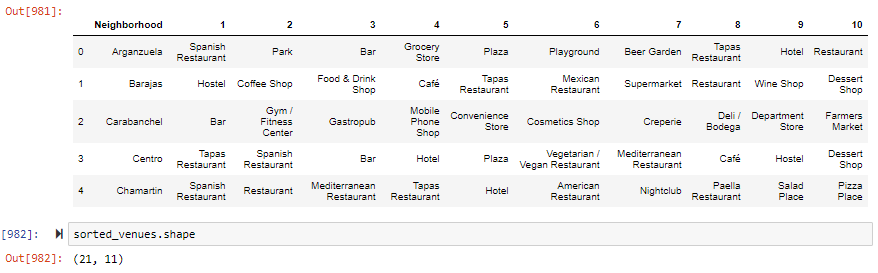 Out[981]:
Neighborhood 1 2 3 4 5 6 7 8 9 10
0 Arganzuela Spanish Restaurant Park Bar Grocery Store Plaza Playground Beer Garden Tapas Restaurant Hotel Restaurant
1 Barajas Hostel Coffee Shop Food & Drink Shop Café Tapas Restaurant Mexican Restaurant Supermarket Restaurant Wine Shop Dessert Shop
2 Carabanchel Bar Gym / Fitness Center Gastropub Mobile Phone Shop Convenience Store Cosmetics Shop Creperie Deli / Bodega Department Store Farmers Market
3 Centro Tapas Restaurant Spanish Restaurant Bar Hotel Plaza Vegetarian / Vegan Restaurant Mediterranean Restaurant Café Hostel Dessert Shop
4 Chamartin Spanish Restaurant Restaurant Mediterranean Restaurant Tapas Restaurant Hotel American Restaurant Nightclub Paella Restaurant Salad Place Pizza Place
[982]: sorted_venues.shape
Out[982]: (21, 11)